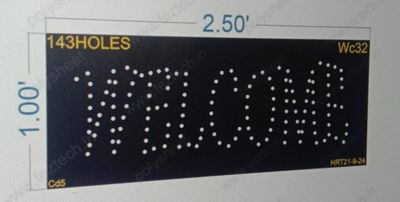 2.50'
143HOLES
Wc32
1.00'
WELCOME
HRT21-9-24
Cd5